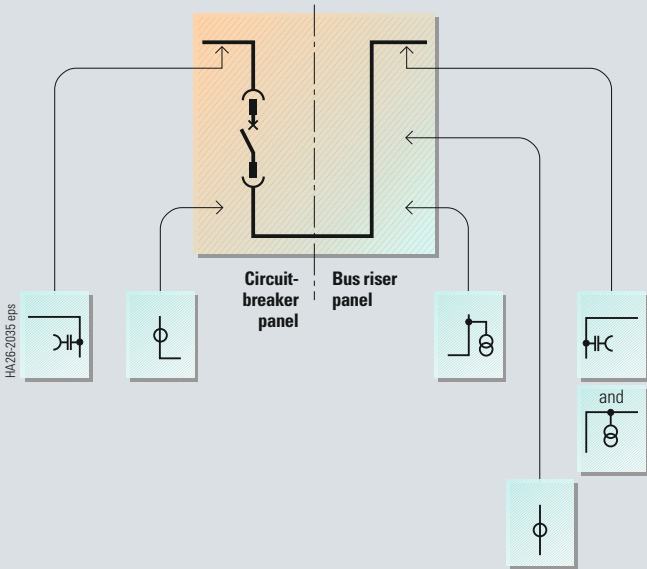 Circuit-
breaker
panel
Bus riser
panel
HA26-2035 eps
and